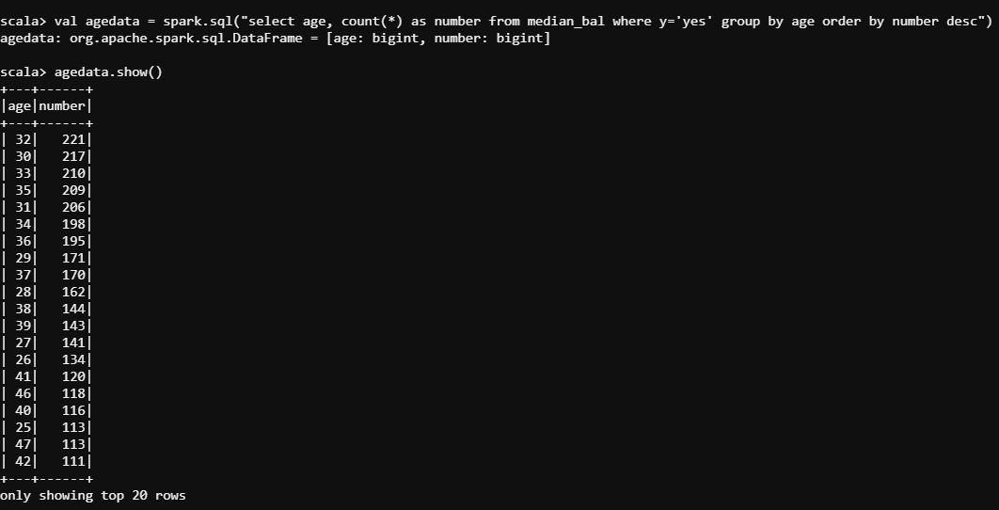 scala> val agedata = spark.sql("select age, count(*) as number from median_bal where y='yes' group by age order by number desc")
agedata: org.apache.spark.sql.DataFrame = [age: bigint, number: bigint]

scala> agedata.show()
+---+------+
|age|number|
+---+------+
| 32|   221|
| 30|   217|
| 33|   210|
| 35|   209|
| 31|   206|
| 34|   198|
| 36|   195|
| 29|   171|
| 37|   170|
| 28|   162|
| 38|   144|
| 39|   143|
| 27|   141|
| 26|   134|
| 41|   120|
| 46|   118|
| 40|   116|
| 25|   113|
| 47|   113|
| 42|   111|
+---+------+
only showing top 20 rows